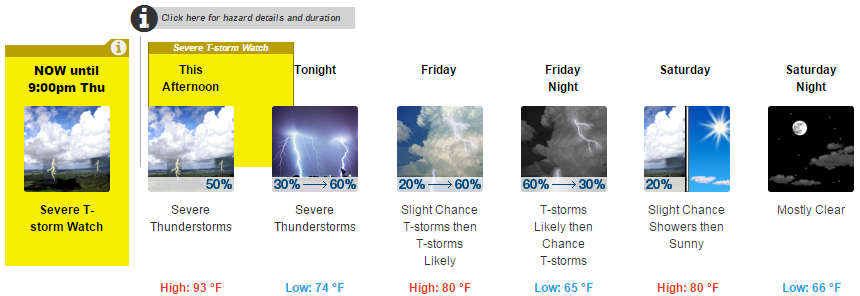 i Click here for hazard details and duration
i
Severe T-storm Watch
NOW until
9:00pm Thu
Severe T-
storm Watch
This
Afternoon
50%
Severe
Thunderstorms
High: 93 °F
Tonight
30% → 60%
Severe
Thunderstorms
Low: 74 °F
Friday
20% → 60%
Slight Chance
T-storms then
T-storms
Likely
High: 80 °F
Friday
Night
60% → 30%
T-storms
Likely then
Chance
T-storms
Low: 65 °F
Saturday
20%
Slight Chance
Showers then
Sunny
High: 80 °F
Saturday
Night
Mostly Clear
Low: 66 °F